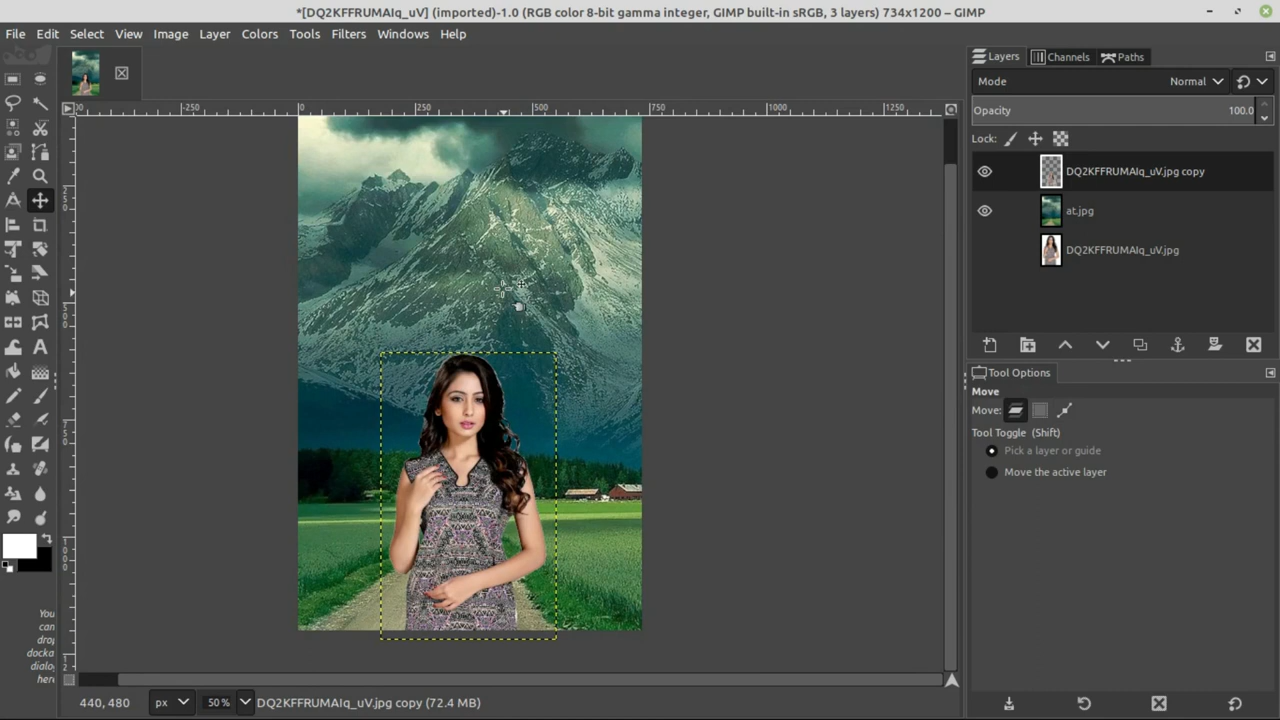 *[DQ2KFFRUMAIq_uV] (imported)-1.0 (RGB color 8-bit gamma integer, GIMP built-in sRGB, 3 layers) 734x1200 – GIMP
File Edit Select View Image Layer Colors Tools Filters Windows Help
Layers Channels Paths
Mode Normal
Opacity 100.0
Lock:
-250 0 250 500 750 1000 1250
DQ2KFFRUMAIq_uV.jpg copy
at.jpg
DQ2KFFRUMAIq_uV.jpg
Tool Options
Move
Move:
Tool Toggle (Shift)
Pick a layer or guide
Move the active layer
You
can
drop
docka
dialog
here
440, 480 px 50 % DQ2KFFRUMAIq_uV.jpg copy (72.4 MB)